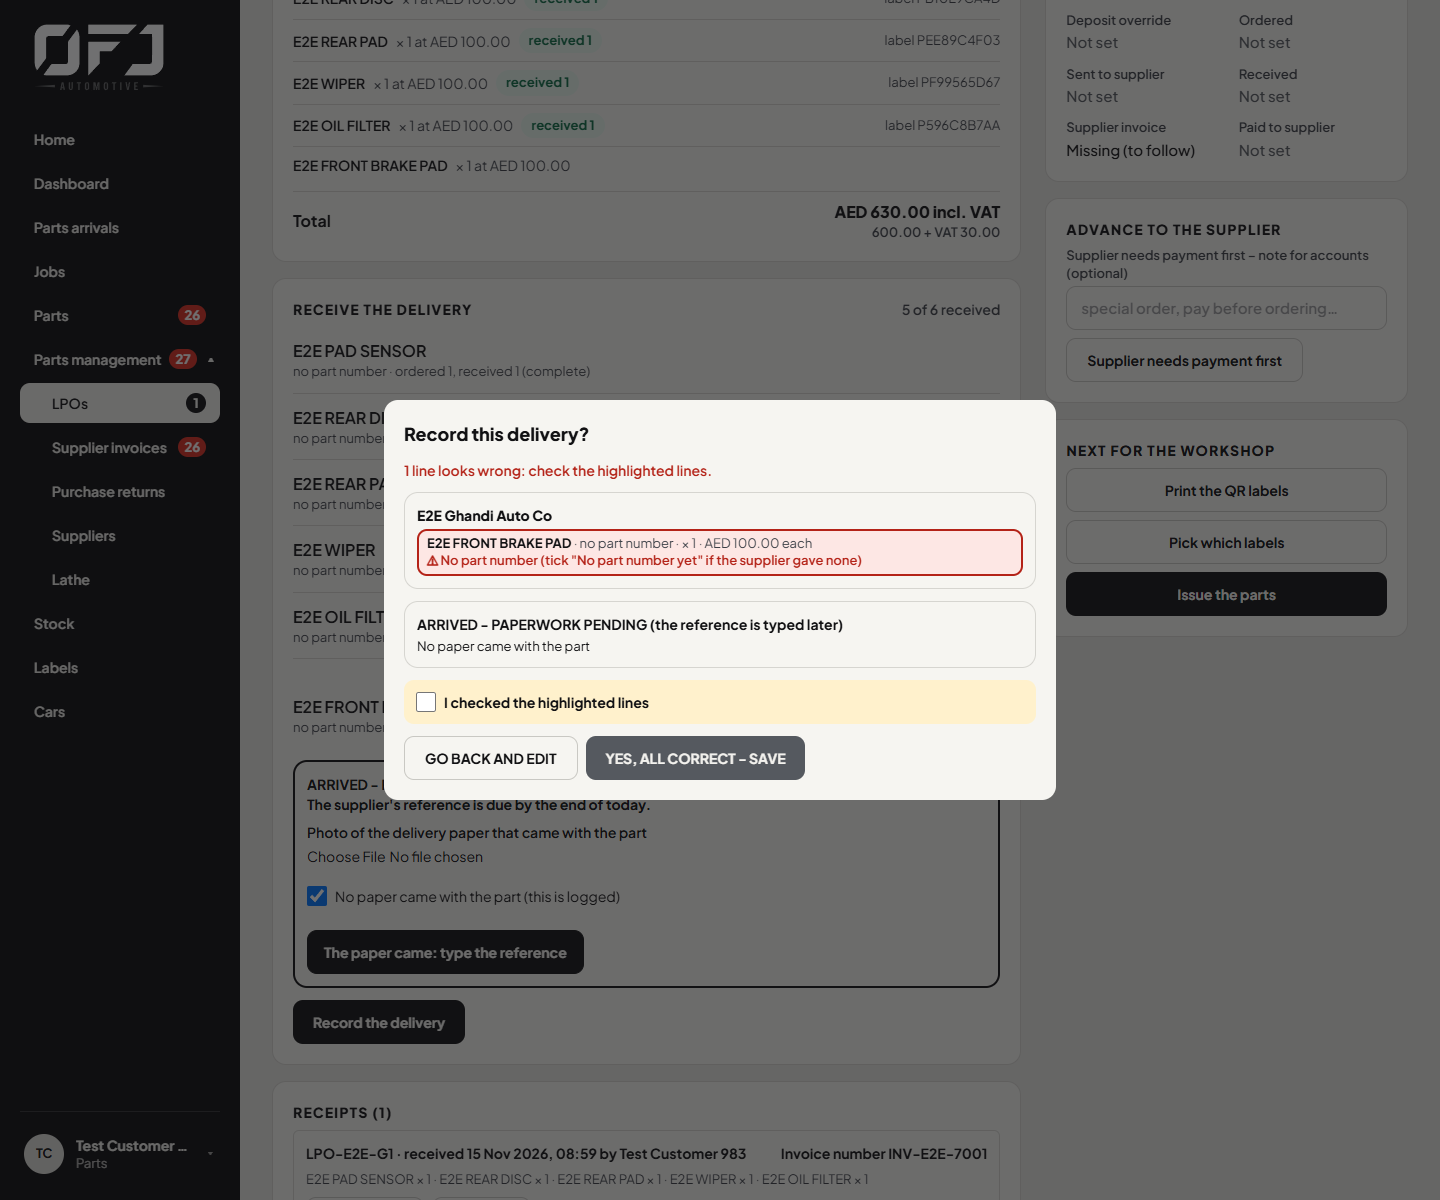 OFJ
AUTOMOTIVE
Home
Dashboard
Parts arrivals
Jobs
Parts 26
Parts management 27
LPOs 1
Supplier invoices 26
Purchase returns
Suppliers
Lathe
Stock
Labels
Cars
TC
Test Customer ...
Parts
E2E REAR DISC × 1 at AED 100.00 received 1
E2E REAR PAD × 1 at AED 100.00 received 1 label PEE89C4F03
E2E WIPER × 1 at AED 100.00 received 1 label PF99565D67
E2E OIL FILTER × 1 at AED 100.00 received 1 label P596C8B7AA
E2E FRONT BRAKE PAD × 1 at AED 100.00
Total AED 630.00 incl. VAT
600.00 + VAT 30.00
RECEIVE THE DELIVERY 5 of 6 received
E2E PAD SENSOR
no part number · ordered 1, received 1 (complete)
E2E REAR DI
no part number
E2E REAR PA
no part number
E2E WIPER
no part number
E2E OIL FILT
no part number
E2E FRONT
no part number
Record this delivery?
1 line looks wrong: check the highlighted lines.
E2E Ghandi Auto Co
E2E FRONT BRAKE PAD · no part number · × 1 · AED 100.00 each
⚠ No part number (tick "No part number yet" if the supplier gave none)
ARRIVED - PAPERWORK PENDING (the reference is typed later)
No paper came with the part
I checked the highlighted lines
GO BACK AND EDIT YES, ALL CORRECT - SAVE
ARRIVED -
The supplier's reference is due by the end of today.
Photo of the delivery paper that came with the part
Choose File No file chosen
No paper came with the part (this is logged)
The paper came: type the reference
Record the delivery
RECEIPTS (1)
LPO-E2E-G1 · received 15 Nov 2026, 08:59 by Test Customer 983 Invoice number INV-E2E-7001
E2E PAD SENSOR × 1 · E2E REAR DISC × 1 · E2E REAR PAD × 1 · E2E WIPER × 1 · E2E OIL FILTER × 1
Deposit override Ordered
Not set Not set
Sent to supplier Received
Not set Not set
Supplier invoice Paid to supplier
Missing (to follow) Not set
ADVANCE TO THE SUPPLIER
Supplier needs payment first – note for accounts
(optional)
special order, pay before ordering…
Supplier needs payment first
NEXT FOR THE WORKSHOP
Print the QR labels
Pick which labels
Issue the parts